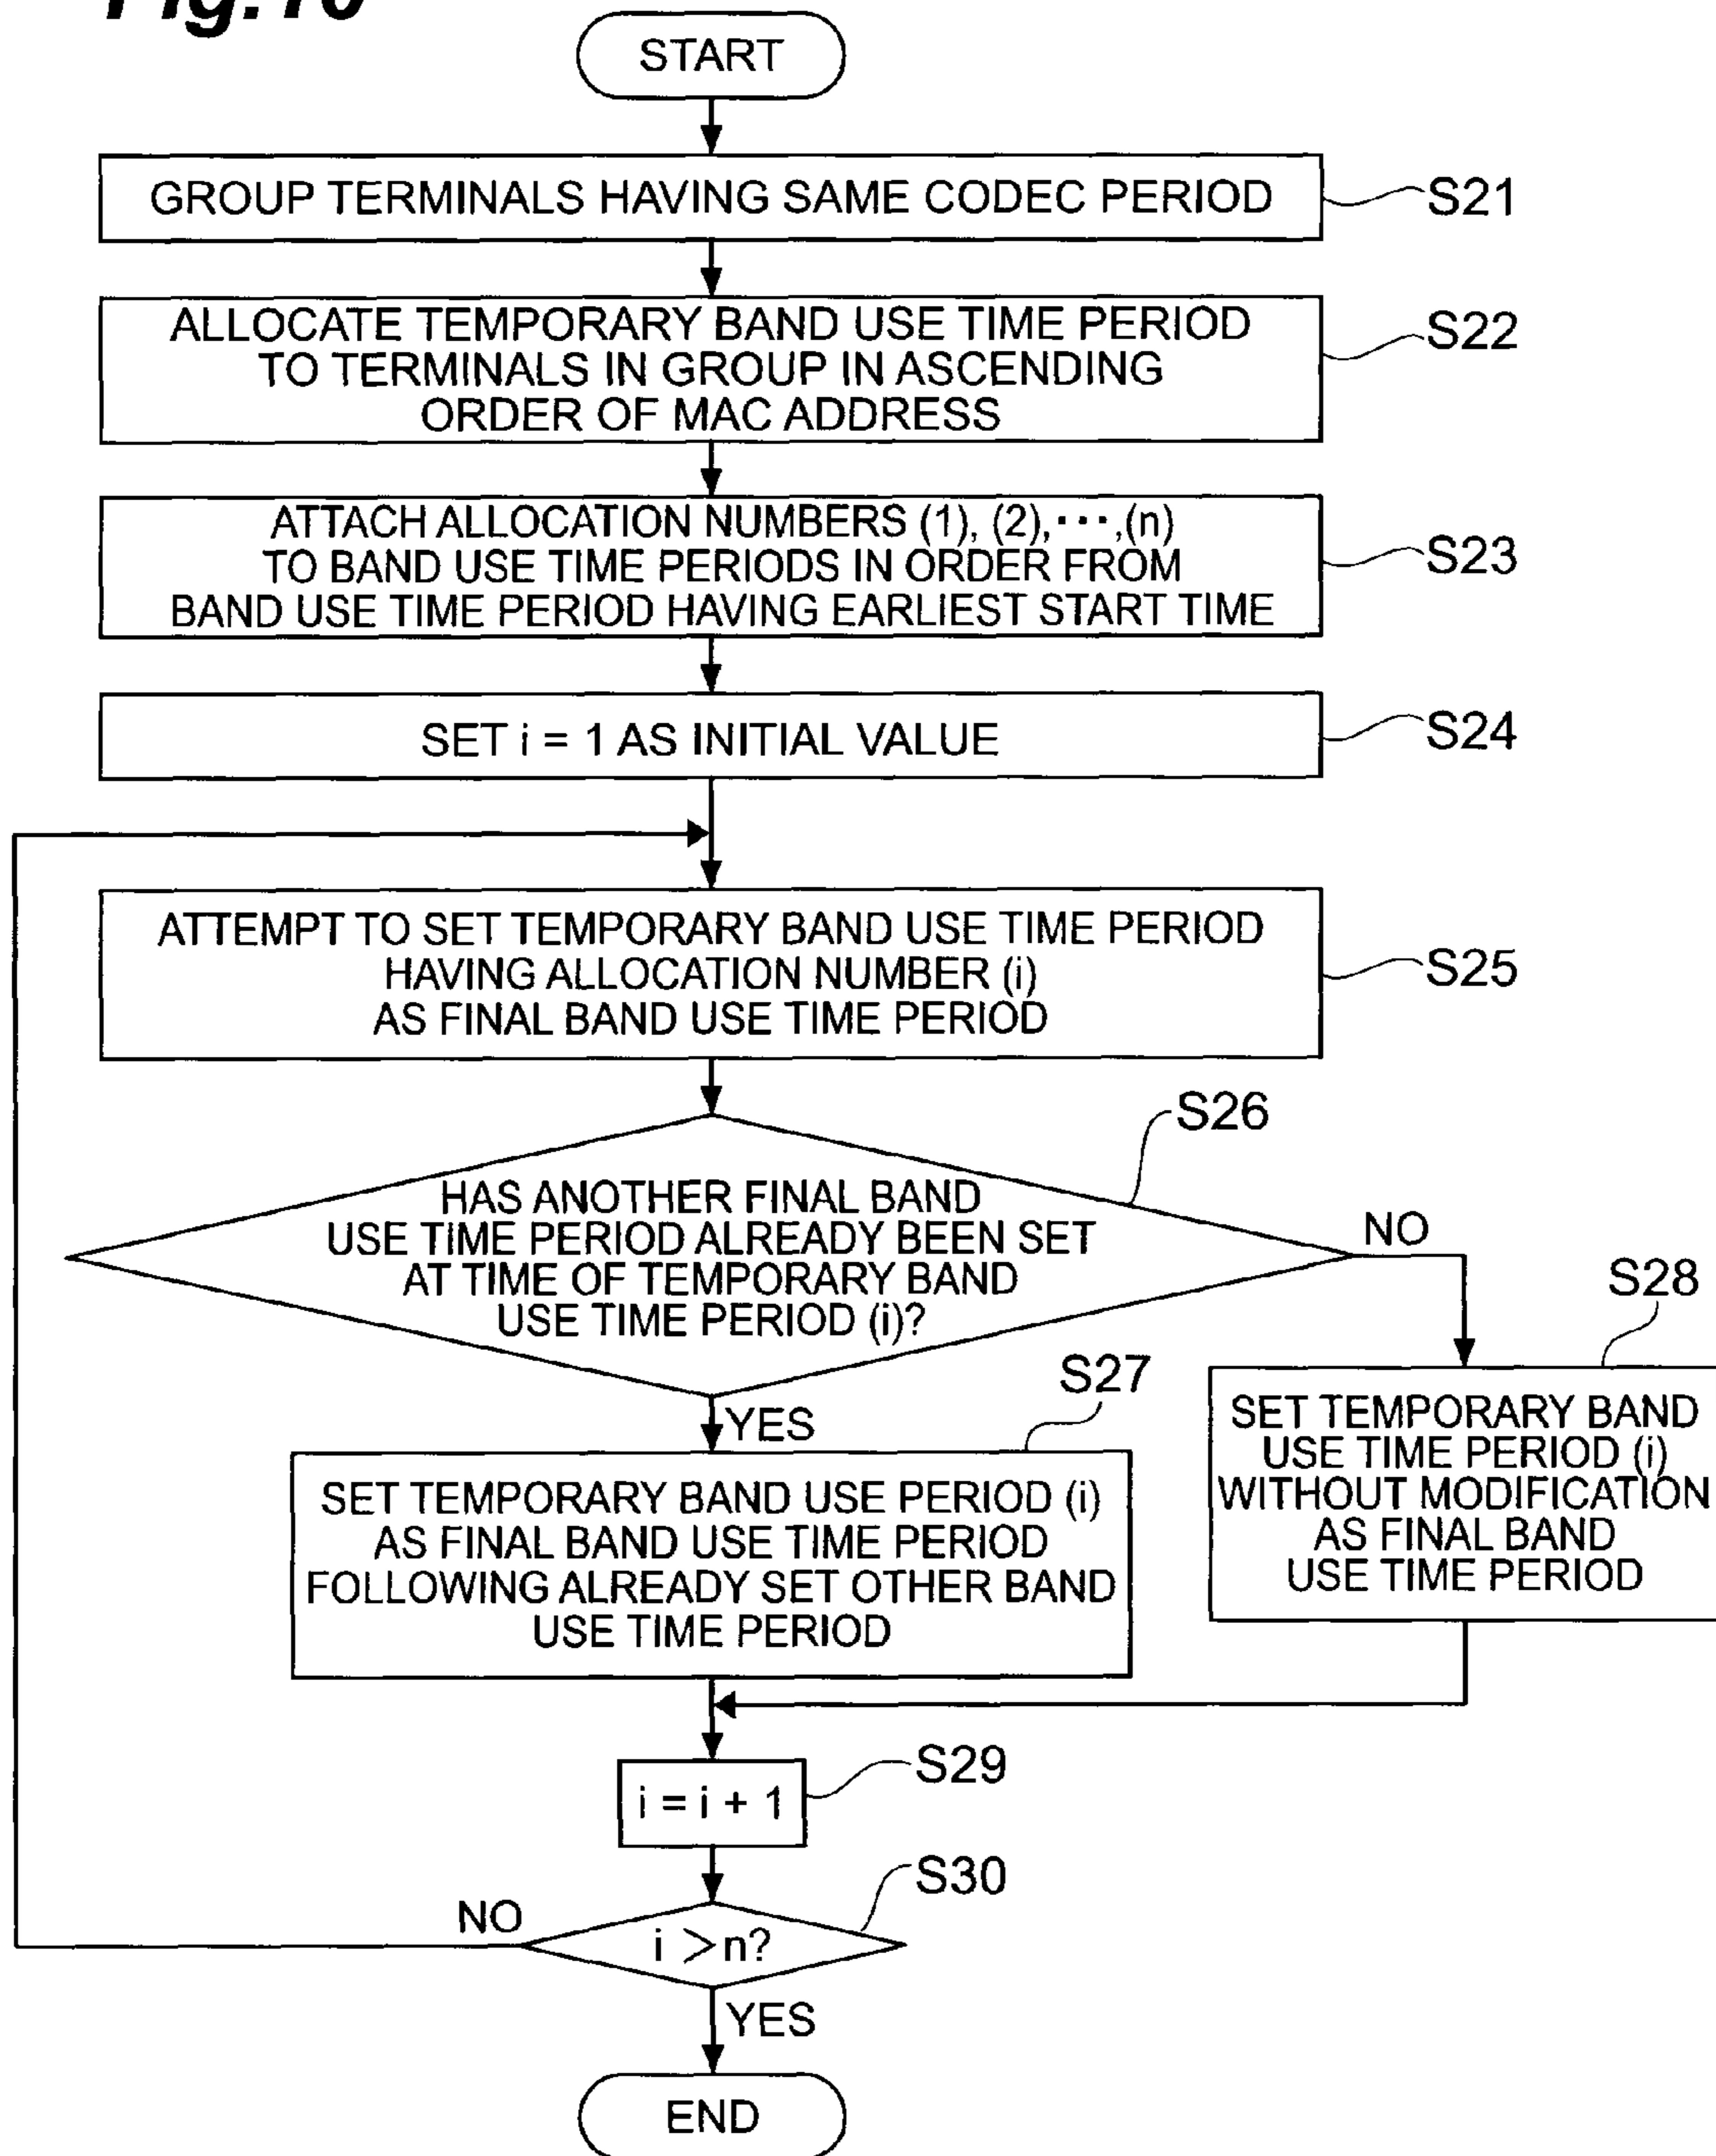 Fig.10
START
GROUP TERMINALS HAVING SAME CODEC PERIOD
S21
ALLOCATE TEMPORARY BAND USE TIME PERIOD
TO TERMINALS IN GROUP IN ASCENDING
ORDER OF MAC ADDRESS
S22
ATTACH ALLOCATION NUMBERS (1), (2),···,(n)
TO BAND USE TIME PERIODS IN ORDER FROM
BAND USE TIME PERIOD HAVING EARLIEST START TIME
S23
SET i = 1 AS INITIAL VALUE
S24
ATTEMPT TO SET TEMPORARY BAND USE TIME PERIOD
HAVING ALLOCATION NUMBER (i)
AS FINAL BAND USE TIME PERIOD
S25
S26
HAS ANOTHER FINAL BAND
USE TIME PERIOD ALREADY BEEN SET
AT TIME OF TEMPORARY BAND
USE TIME PERIOD (i)?
NO
S28
YES
S27
SET TEMPORARY BAND USE PERIOD (i)
AS FINAL BAND USE TIME PERIOD
FOLLOWING ALREADY SET OTHER BAND
USE TIME PERIOD
SET TEMPORARY BAND
USE TIME PERIOD (i)
WITHOUT MODIFICATION
AS FINAL BAND
USE TIME PERIOD
i = i + 1
S29
S30
NO
i >n?
YES
END